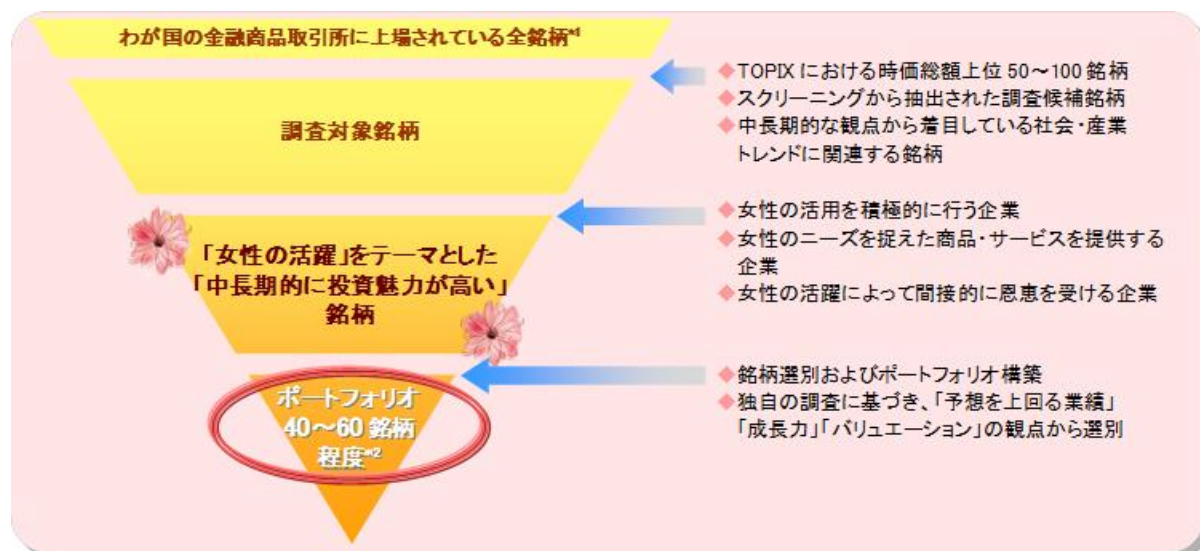 わが国の金融商品取引所に上場されている全銘柄*1
◆TOPIX における時価総額上位 50～100 銘柄
◆スクリーニングから抽出された調査候補銘柄
◆中長期的な観点から着目している社会・産業
トレンドに関連する銘柄
調査対象銘柄
◆女性の活用を積極的に行う企業
◆女性のニーズを捉えた商品・サービスを提供する
企業
◆女性の活躍によって間接的に恩恵を受ける企業
「女性の活躍」をテーマとした
「中長期的に投資魅力が高い」
銘柄
◆銘柄選別およびポートフォリオ構築
◆独自の調査に基づき、「予想を上回る業績」
「成長力」「バリュエーション」の観点から選別
ポートフォリオ
40～60 銘柄
程度*2